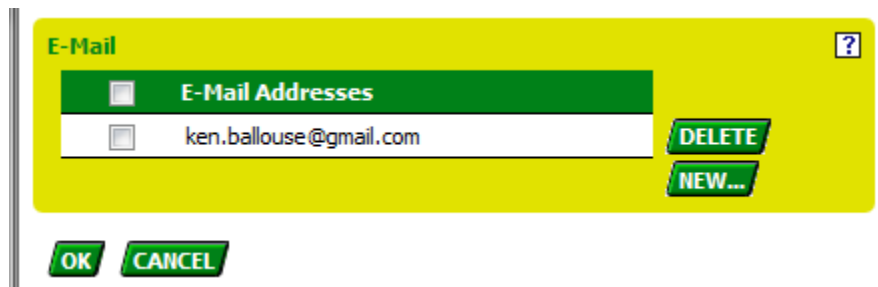 E-Mail
?
E-Mail Addresses
ken.ballouse@gmail.com
DELETE
NEW...
OK CANCEL